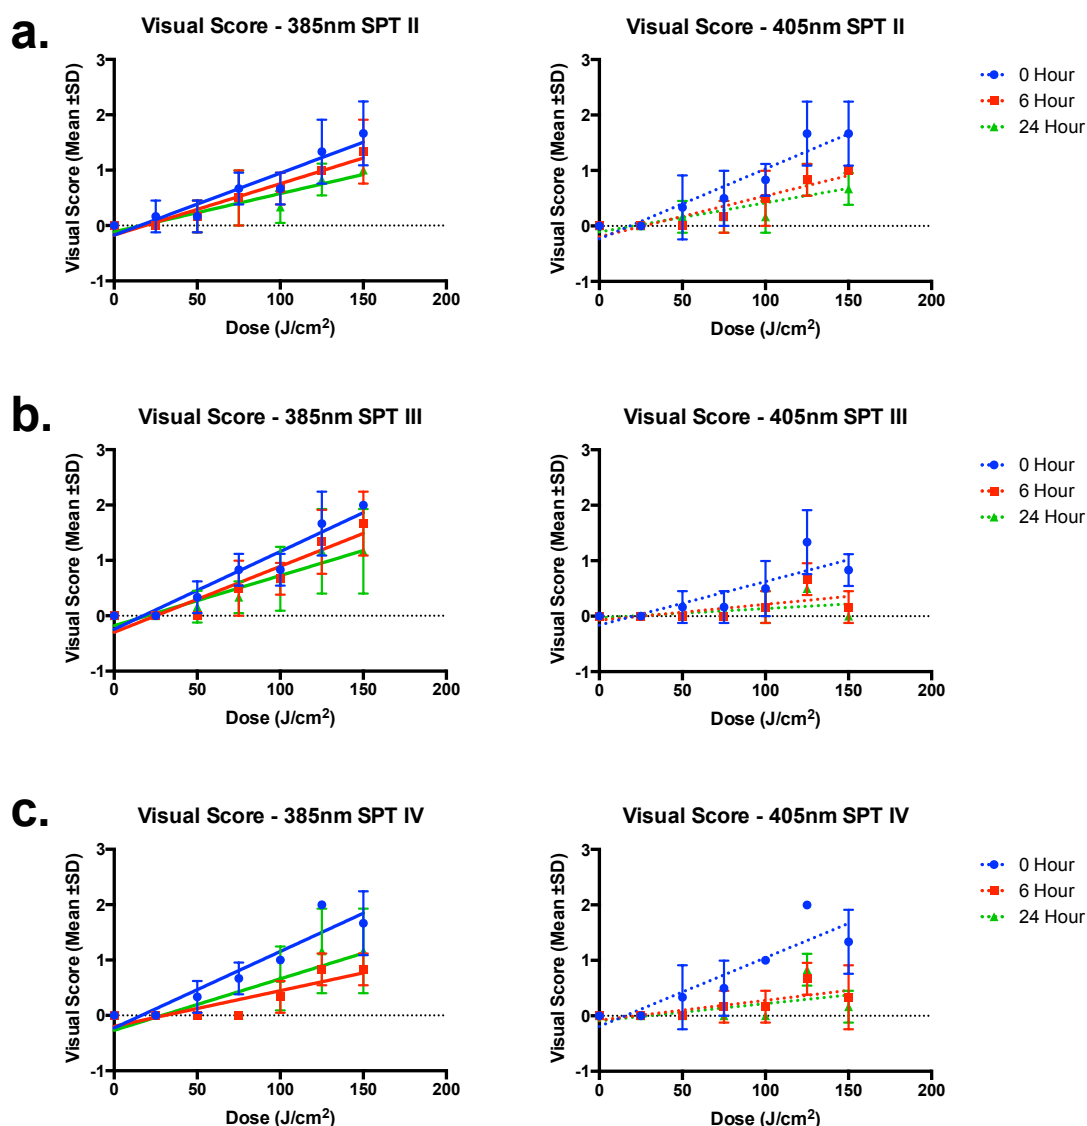 a.
Visual Score - 385nm SPT II
Visual Score (Mean ±SD)
3
2
1
0
-1
0 50 100 150 200
Dose (J/cm²)
Visual Score - 405nm SPT II
Visual Score (Mean ±SD)
3
2
1
0
-1
0 50 100 150 200
Dose (J/cm²)
0 Hour
6 Hour
24 Hour
b.
Visual Score - 385nm SPT III
Visual Score (Mean ±SD)
3
2
1
0
-1
0 50 100 150 200
Dose (J/cm²)
Visual Score - 405nm SPT III
Visual Score (Mean ±SD)
3
2
1
0
-1
0 50 100 150 200
Dose (J/cm²)
0 Hour
6 Hour
24 Hour
c.
Visual Score - 385nm SPT IV
Visual Score (Mean ±SD)
3
2
1
0
-1
0 50 100 150 200
Dose (J/cm²)
Visual Score - 405nm SPT IV
Visual Score (Mean ±SD)
3
2
1
0
-1
0 50 100 150 200
Dose (J/cm²)
0 Hour
6 Hour
24 Hour